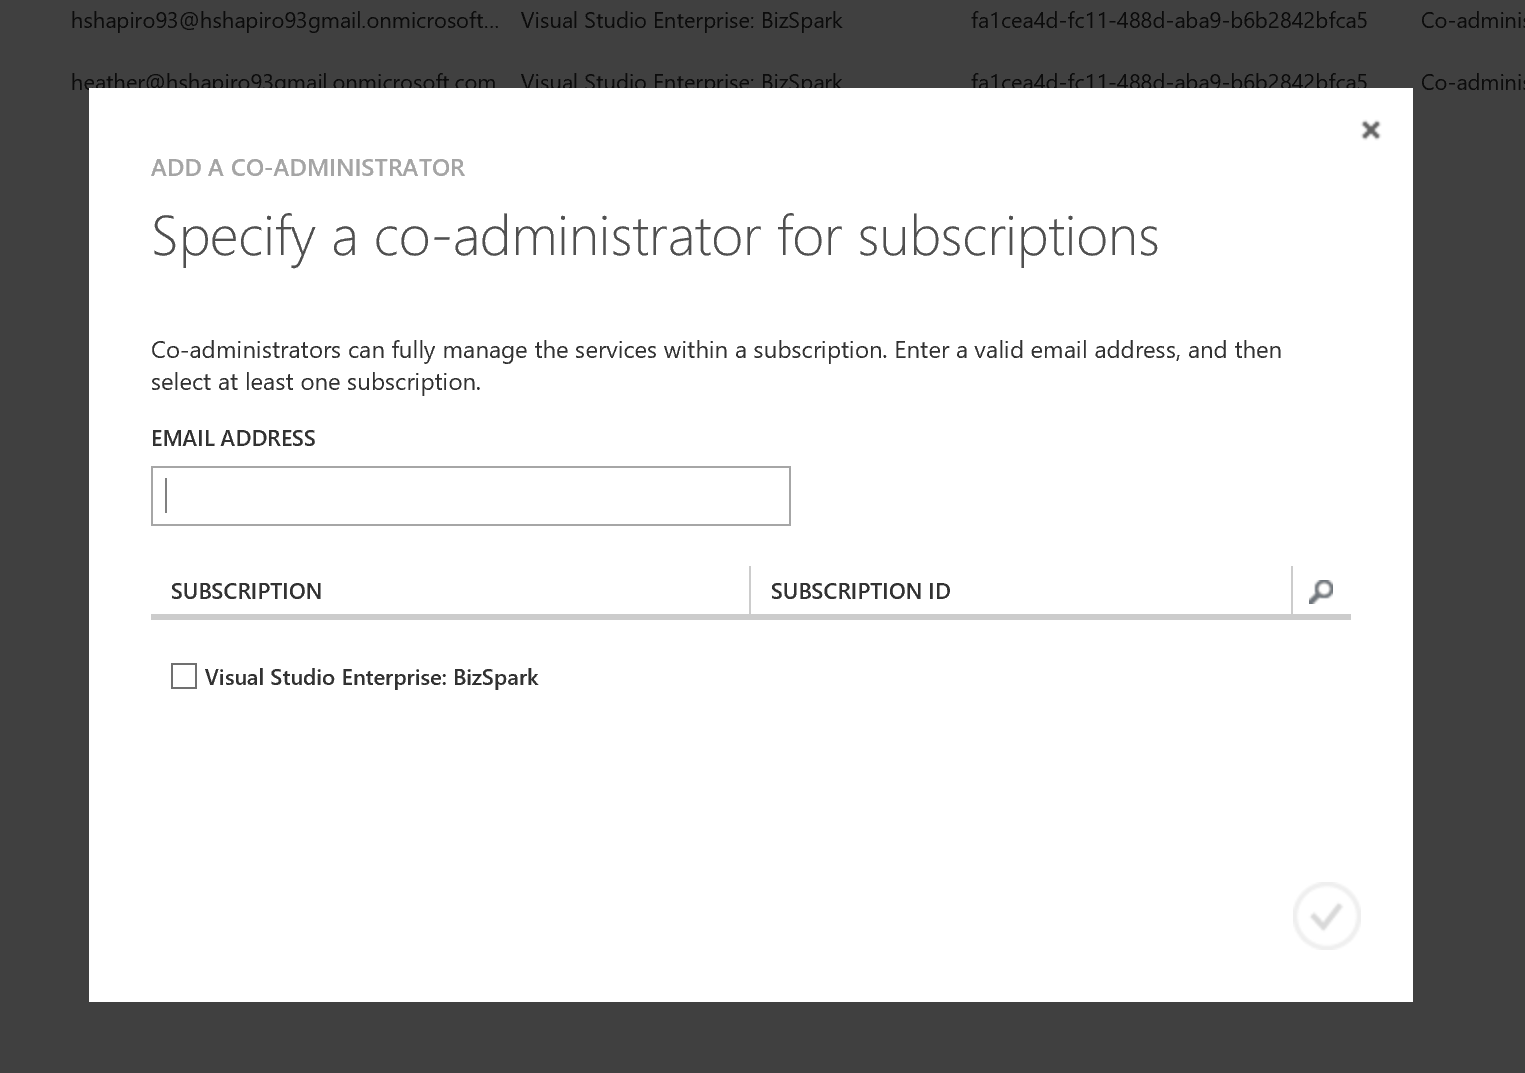 hshapiro93@hshapiro93gmail.onmicrosoft... Visual Studio Enterprise: BizSpark fa1cea4d-fc11-488d-aba9-b6b2842bfca5 Co-adminis
heather@hshapiro93gmail.onmicrosoft.com Visual Studio Enterprise: BizSpark fa1cea4d-fc11-488d-aba9-b6b2842bfca5 Co-adminis
ADD A CO-ADMINISTRATOR
Specify a co-administrator for subscriptions
Co-administrators can fully manage the services within a subscription. Enter a valid email address, and then
select at least one subscription.
EMAIL ADDRESS
SUBSCRIPTION SUBSCRIPTION ID
Visual Studio Enterprise: BizSpark